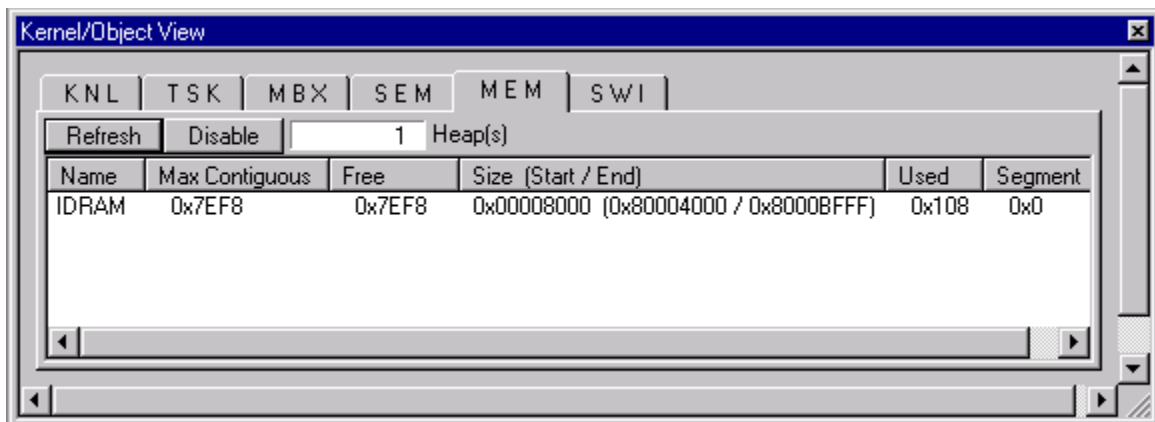 Kernel/Object View
KNL TSK MBX SEM MEM SWI
Refresh Disable 1 Heap(s)
Name Max Contiguous Free Size (Start / End) Used Segment
IDRAM 0x7EF8 0x7EF8 0x00008000 (0x80004000 / 0x8000BFFF) 0x108 0x0